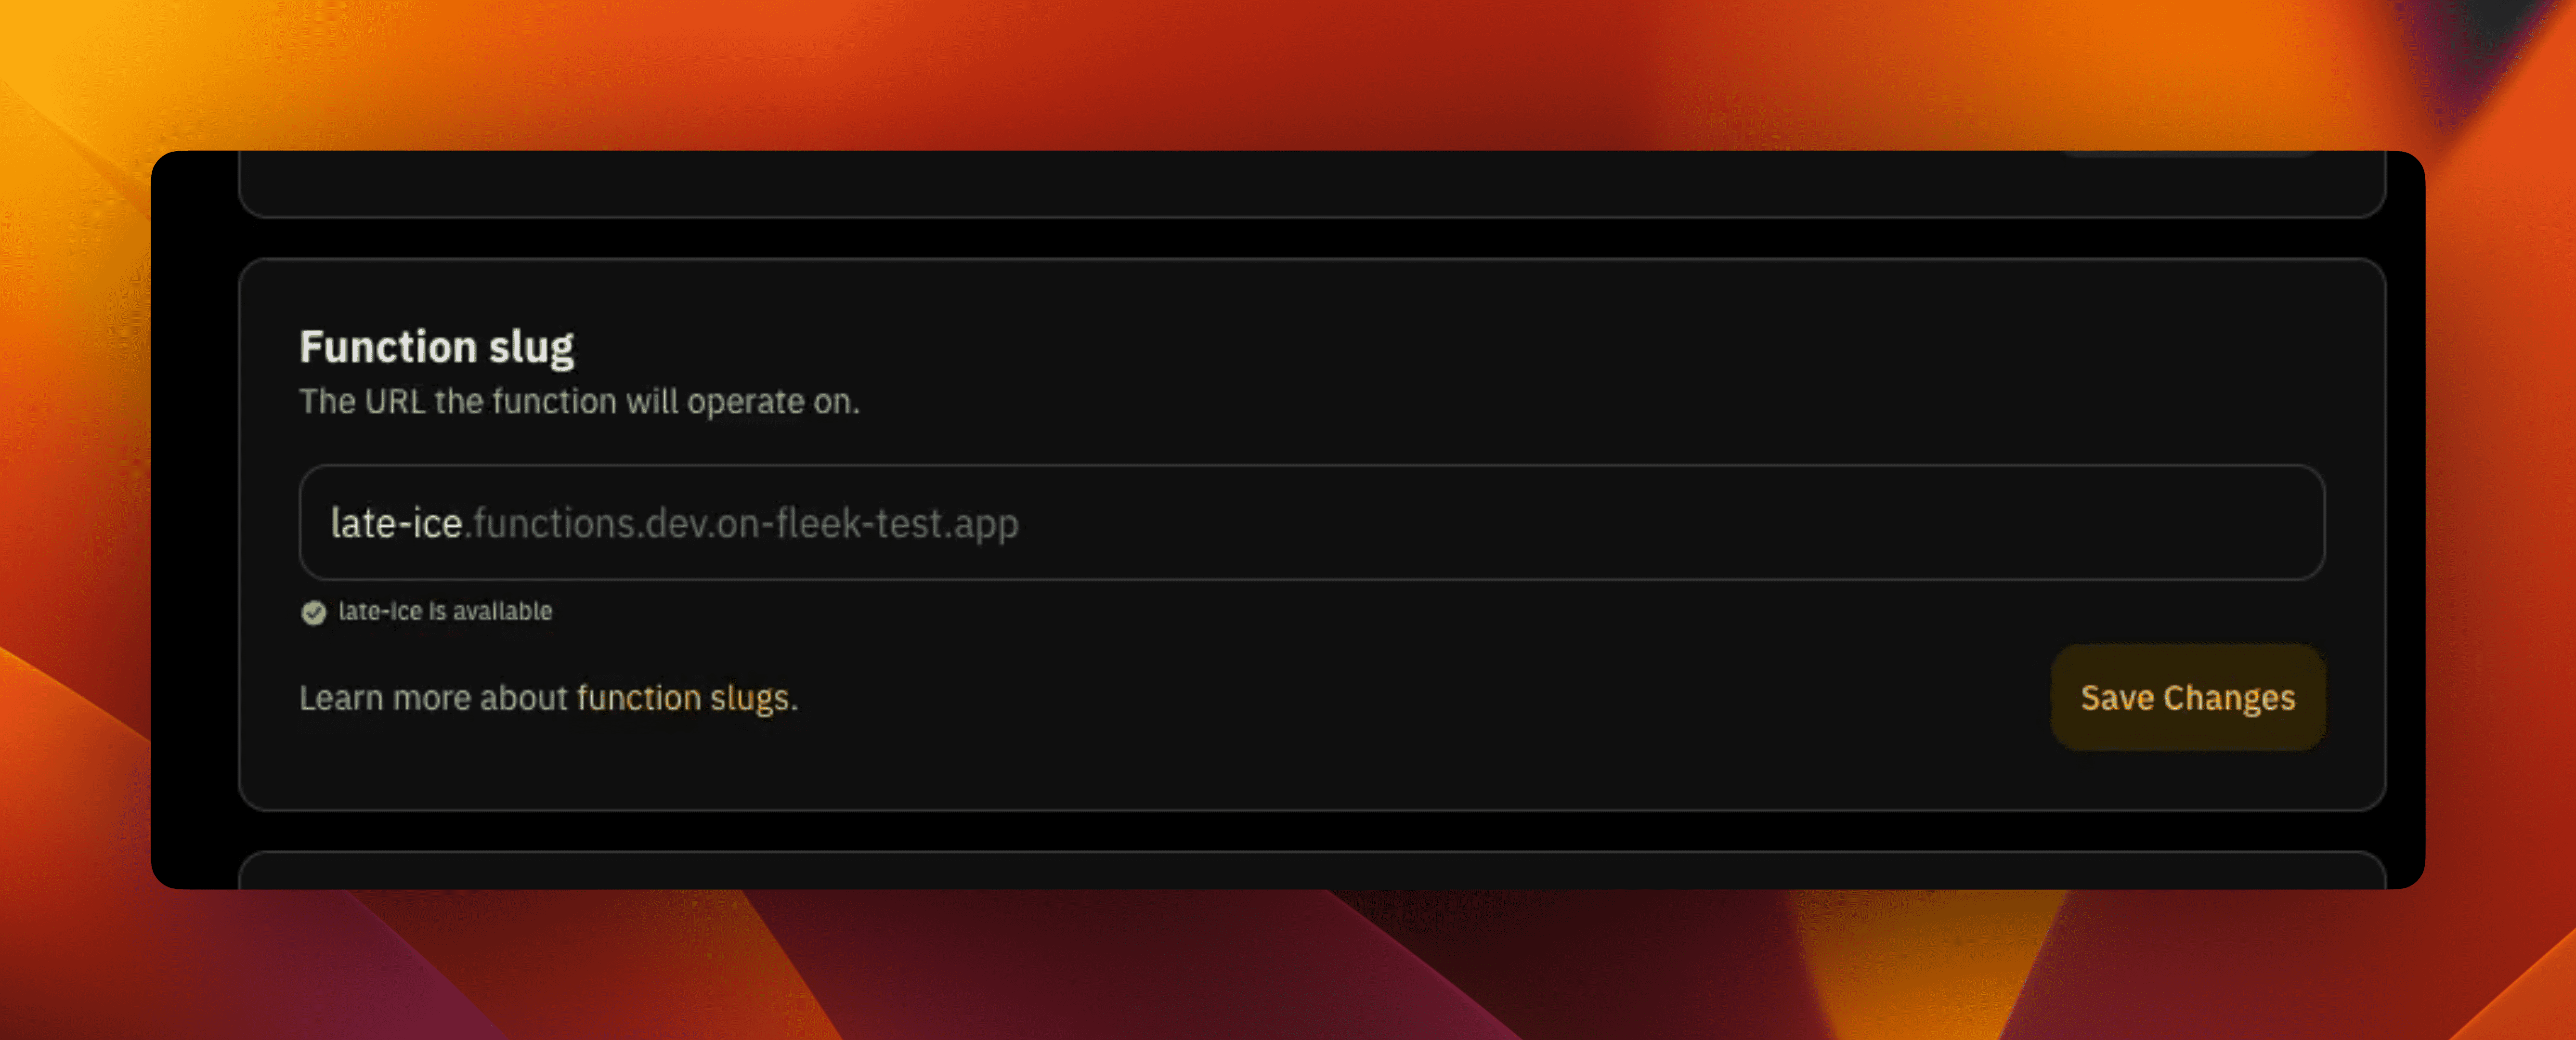 Function slug
The URL the function will operate on.
late-ice.functions.dev.on-fleek-test.app
late-ice is available
Learn more about function slugs.
Save Changes